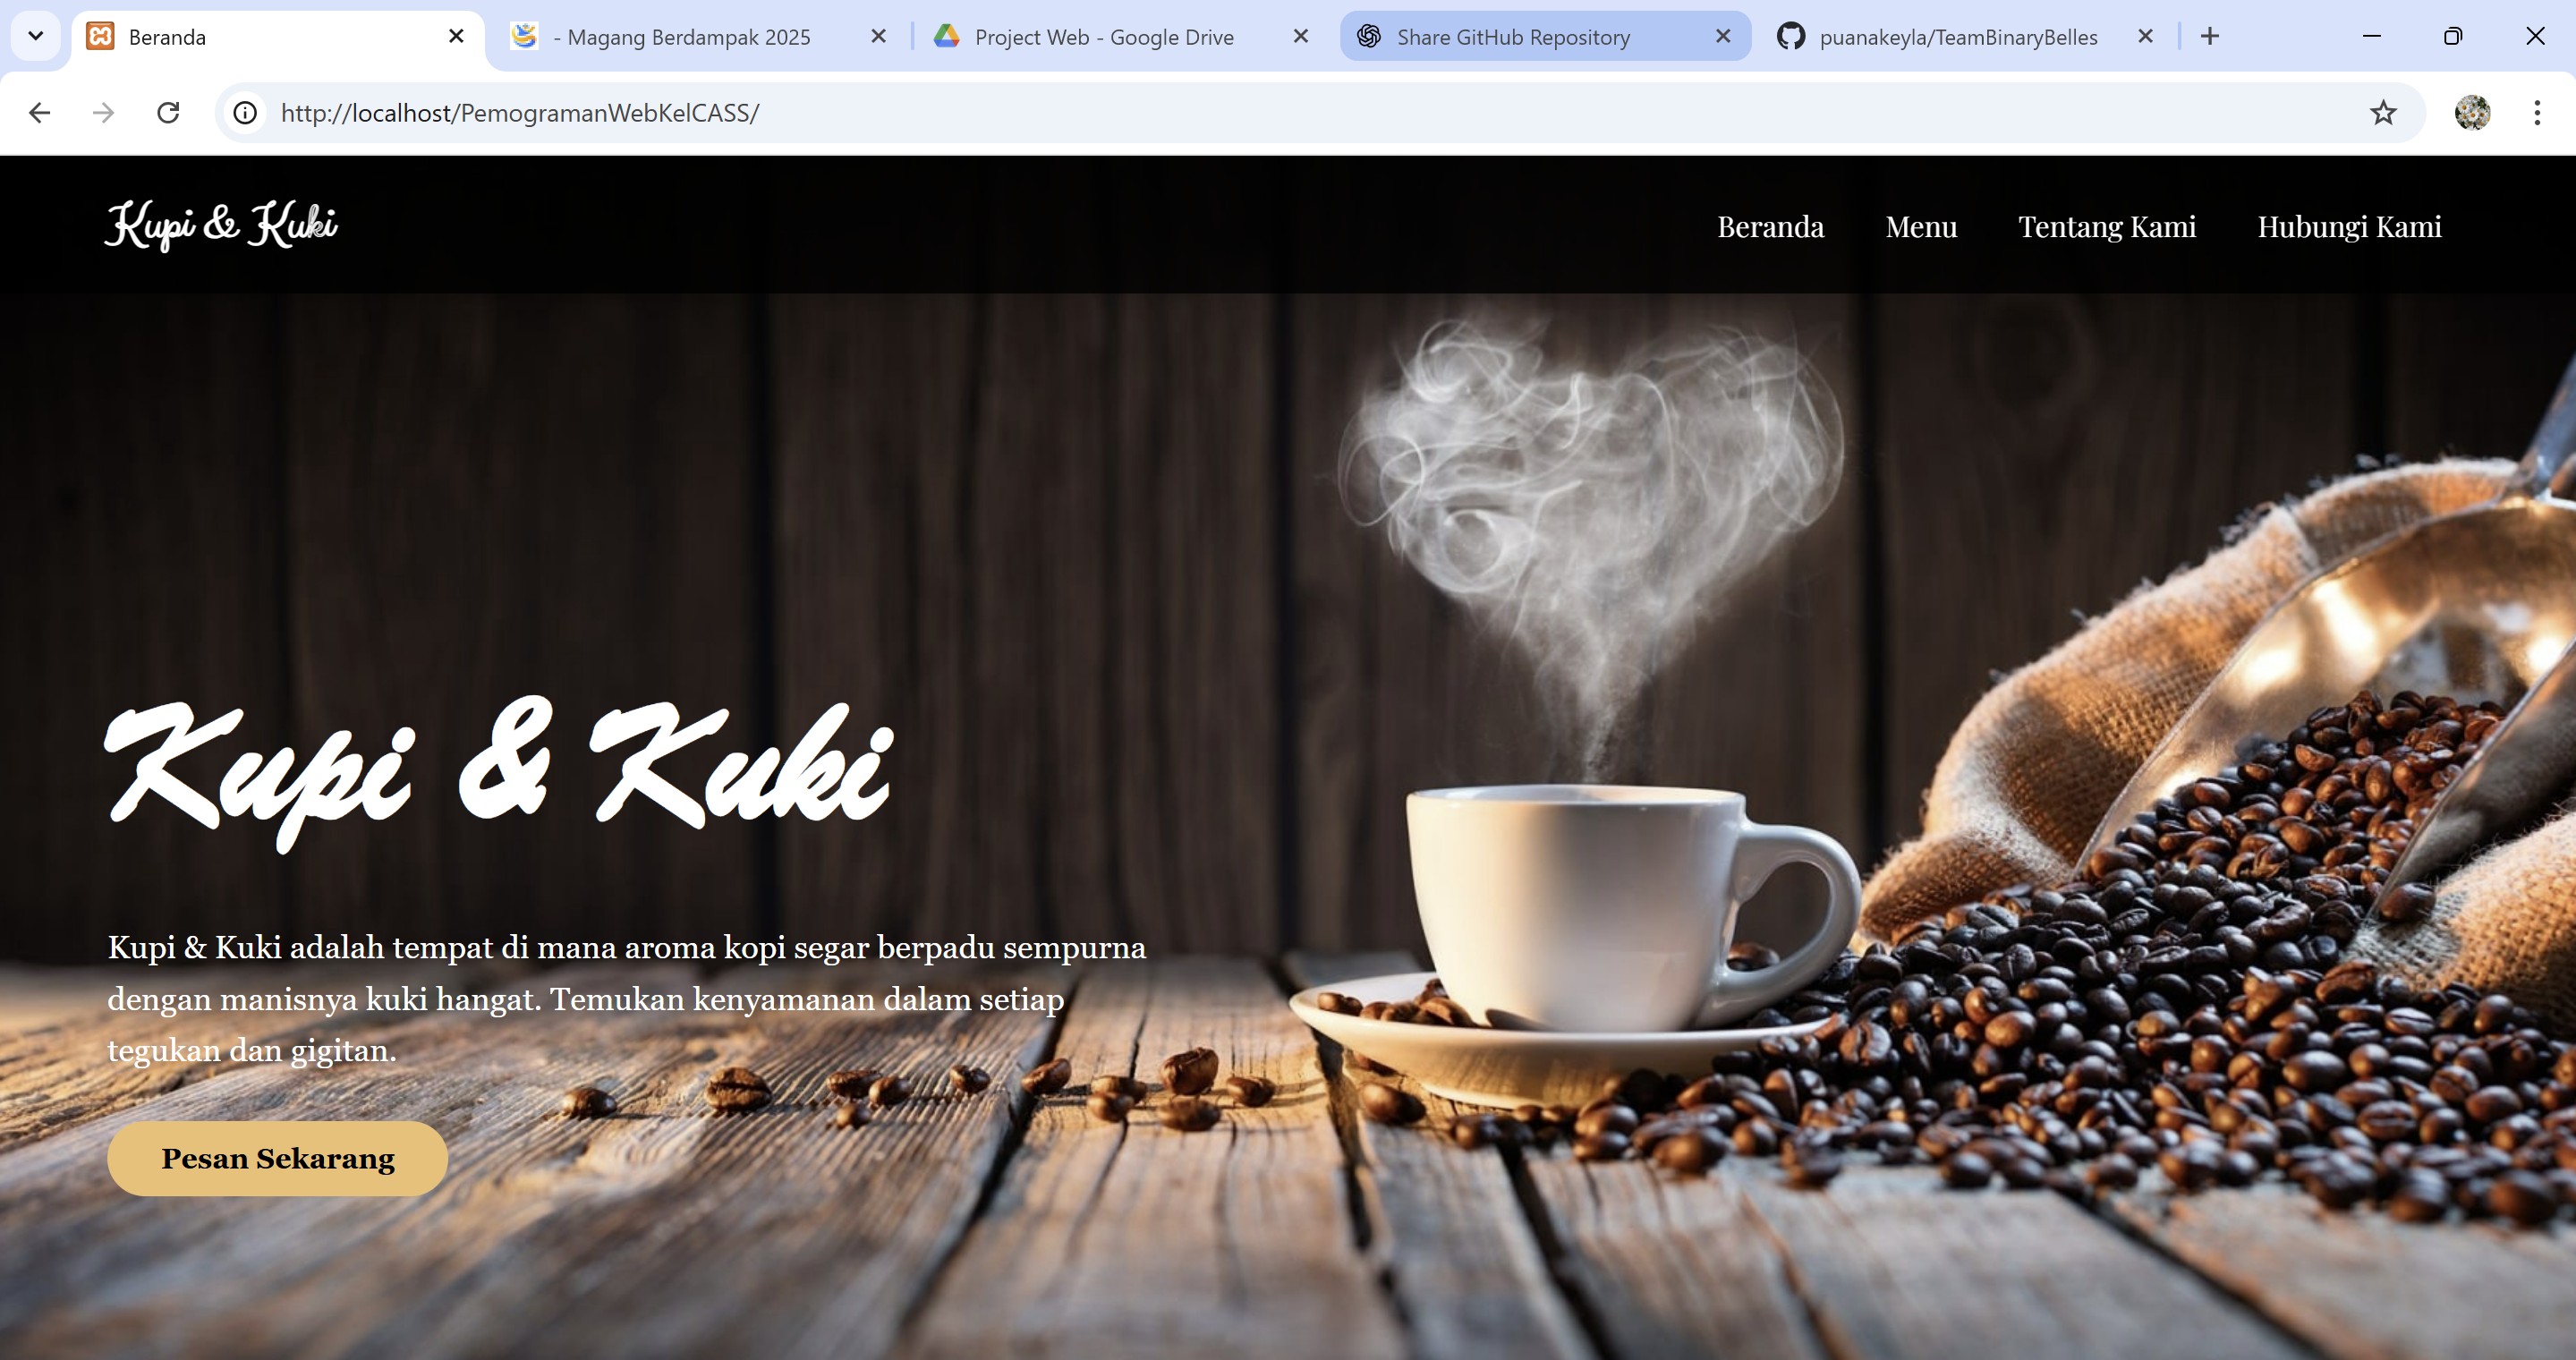 Beranda
- Magang Berdampak 2025
Project Web - Google Drive
Share GitHub Repository
puanakeyla/TeamBinaryBelles
http://localhost/PemogramanWebKelCASS/
Kupi & Kuki
Beranda
Menu
Tentang Kami
Hubungi Kami
Kupi & Kuki
Kupi & Kuki adalah tempat di mana aroma kopi segar berpadu sempurna
dengan manisnya kuki hangat. Temukan kenyamanan dalam setiap
tegukan dan gigitan.
Pesan Sekarang